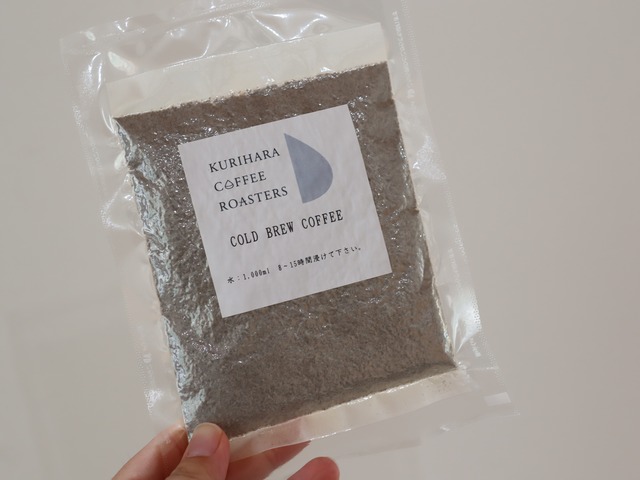 KURIHARA
COFFEE
ROASTERS
COLD BREW COFFEE
水：1,000ml 8-15時間浸けて下さい。